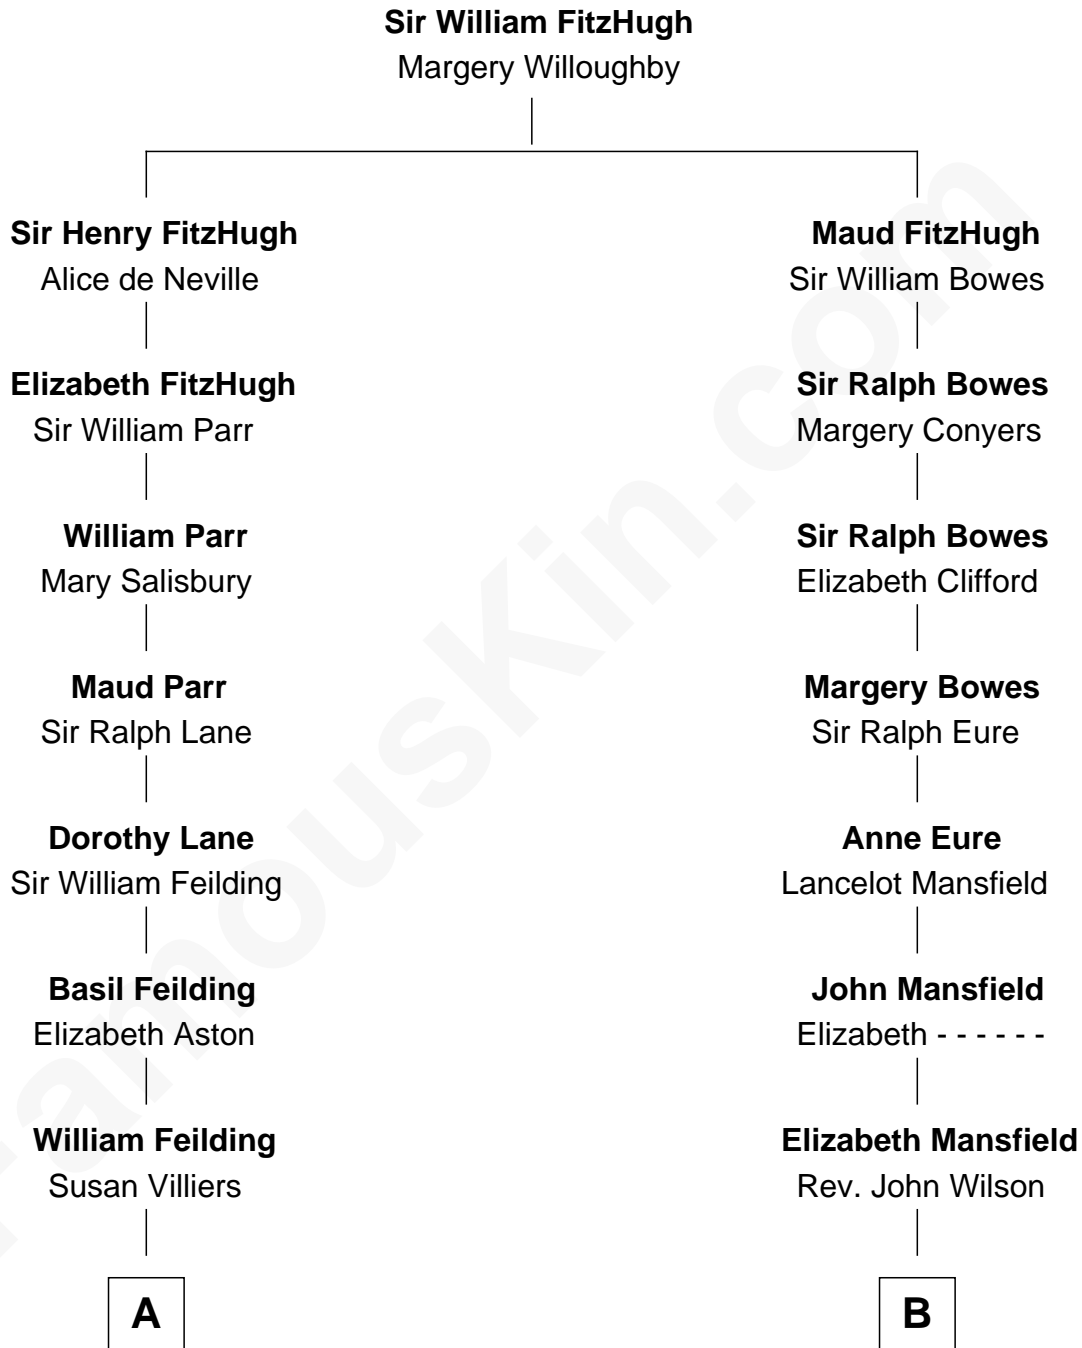 Sir William FitzHugh
Margery Willoughby
Sir Henry FitzHugh
Alice de Neville
Maud FitzHugh
Sir William Bowes
Elizabeth FitzHugh
Sir William Parr
Sir Ralph Bowes
Margery Conyers
William Parr
Mary Salisbury
Sir Ralph Bowes
Elizabeth Clifford
Maud Parr
Sir Ralph Lane
Margery Bowes
Sir Ralph Eure
Dorothy Lane
Sir William Feilding
Anne Eure
Lancelot Mansfield
Basil Feilding
Elizabeth Aston
John Mansfield
Elizabeth - - - - - -
William Feilding
Susan Villiers
Elizabeth Mansfield
Rev. John Wilson
A
B
FamousKin.com